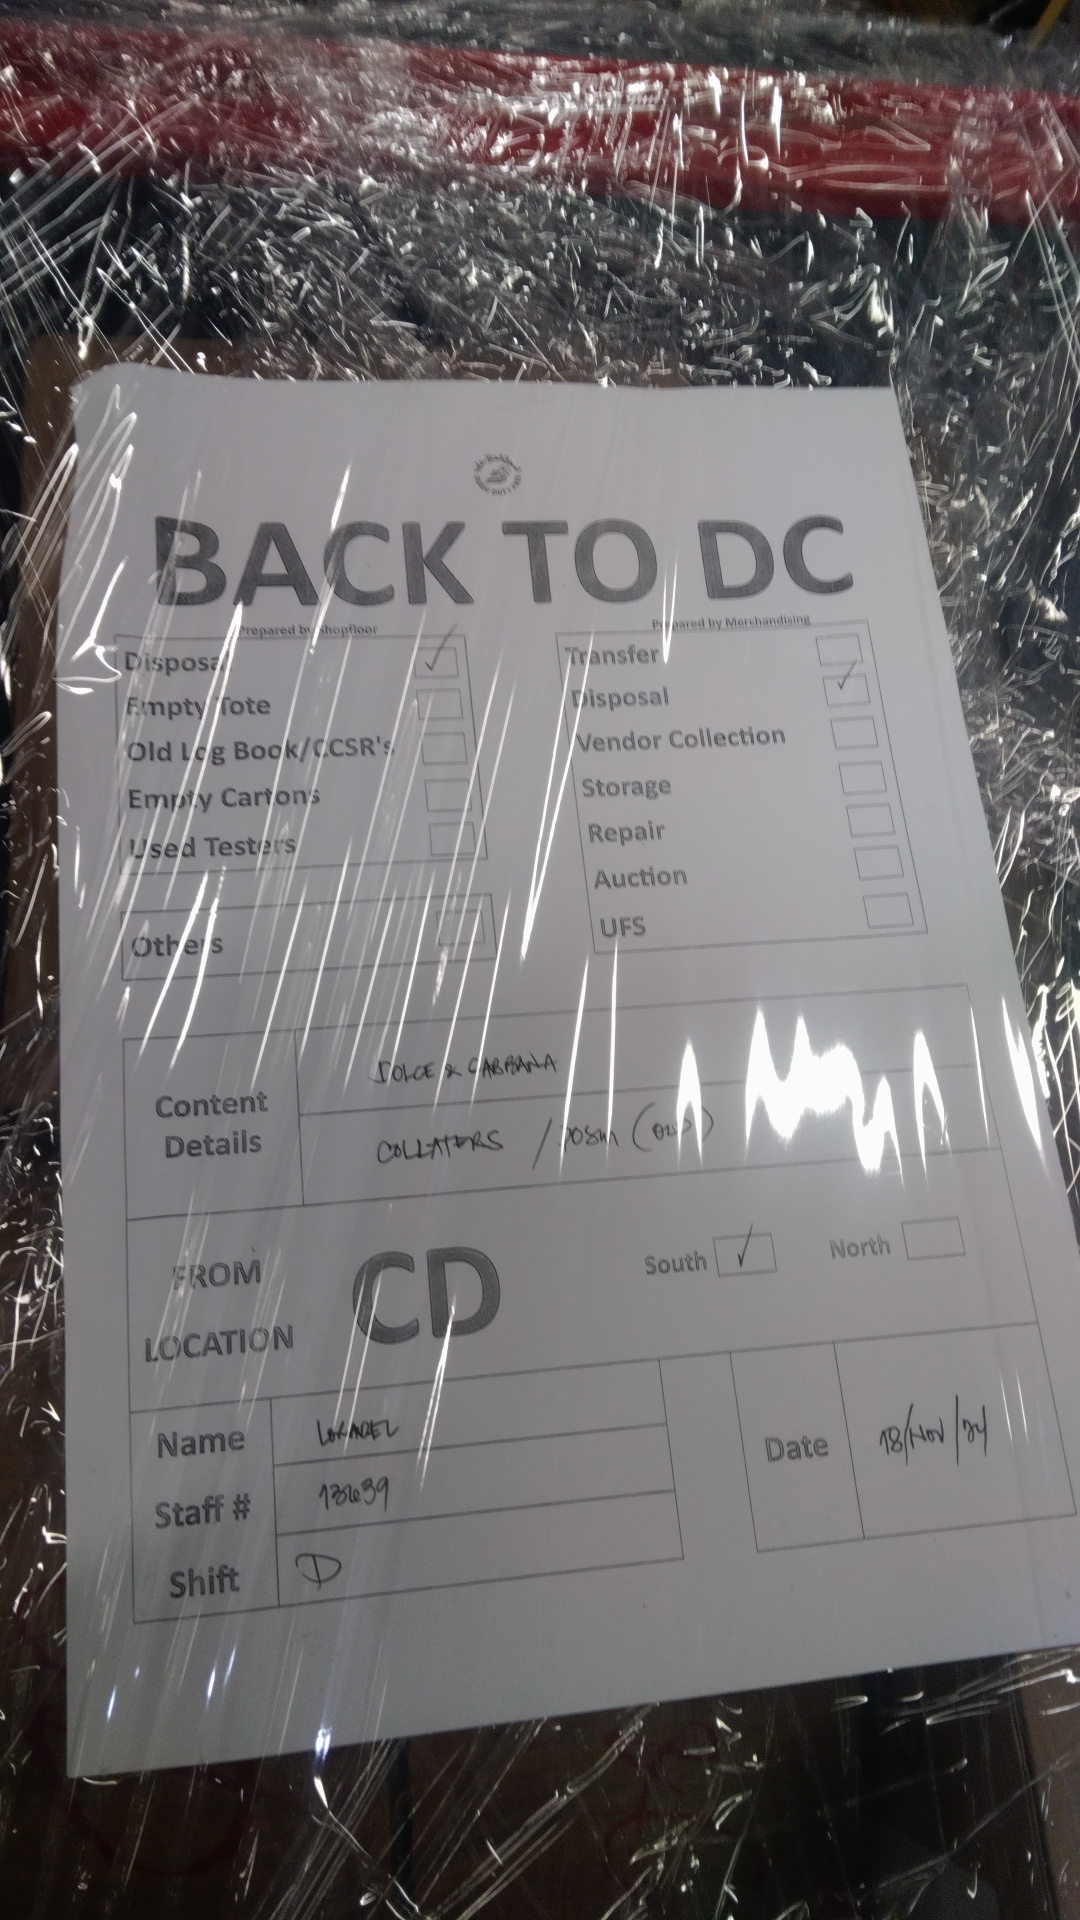 BACK TO DC
Prepared by Shopfloor
Disposal
Empty Tote
Old Log Book/CCSR's
Empty Cartons
Used Testers
Others
Prepared by Merchandising
Transfer
Disposal
Vendor Collection
Storage
Repair
Auction
UFS
Content Details
DOLCE & GABBANA
COLLATERS / POSM (OLD)
FROM LOCATION
CD
South
North
Name
Staff #
Shift
D
Date
18/Nov/24